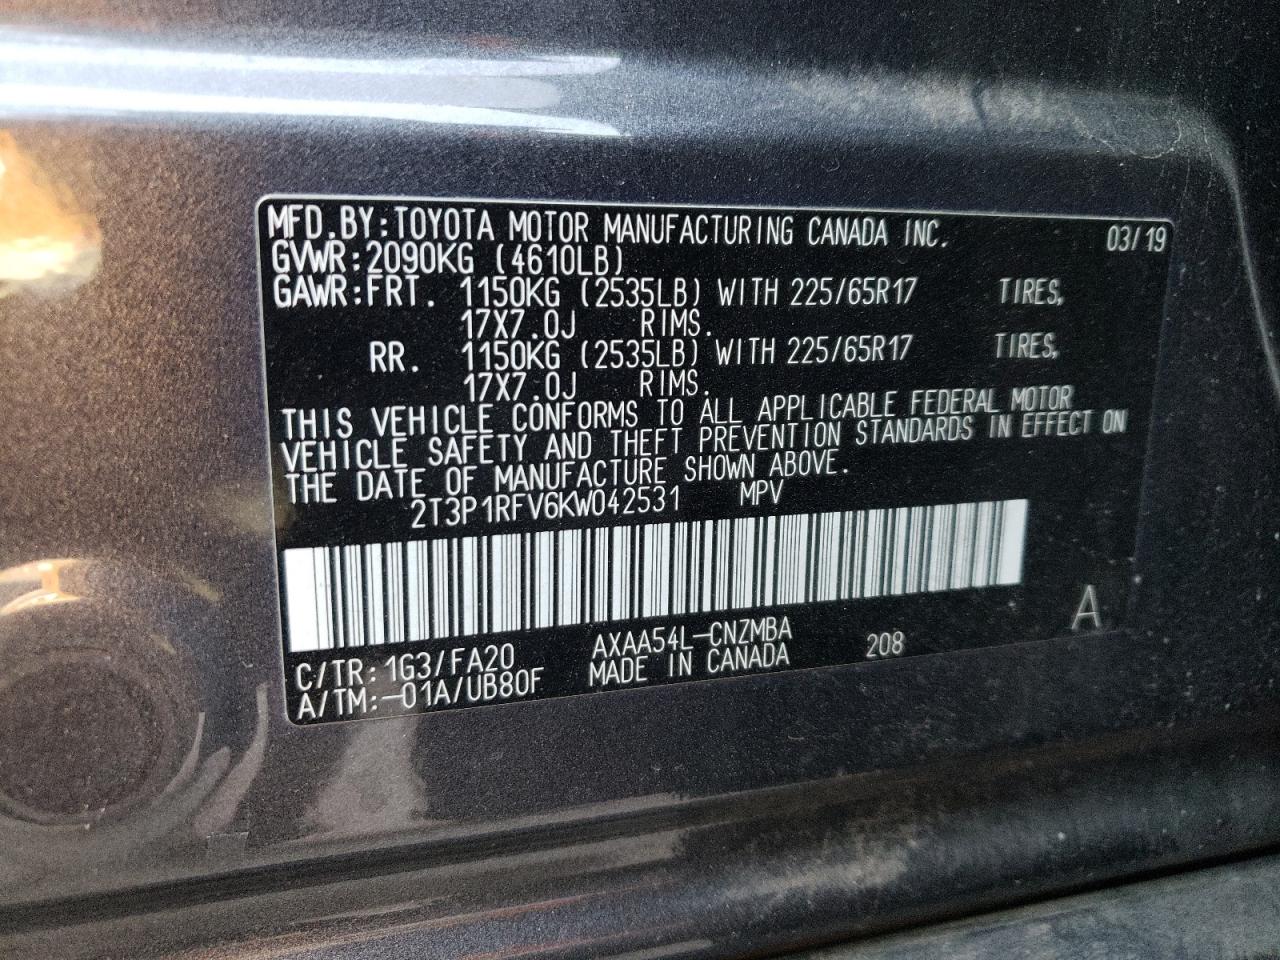 MFD.BY:TOYOTA MOTOR MANUFACTURING CANADA INC. 03/19
GVWR:2090KG (4610LB)
GAWR:FRT. 1150KG (2535LB) WITH 225/65R17 TIRES,
17X7.0J RIMS.
RR. 1150KG (2535LB) WITH 225/65R17 TIRES,
17X7.0J RIMS.
THIS VEHICLE CONFORMS TO ALL APPLICABLE FEDERAL MOTOR
VEHICLE SAFETY AND THEFT PREVENTION STANDARDS IN EFFECT ON
THE DATE OF MANUFACTURE SHOWN ABOVE.
2T3P1RFV6KW042531 MPV
A
C/TR:1G3/FA20 AXAA54L-CNZMBA 208
A/TM:-01A/UB80F MADE IN CANADA